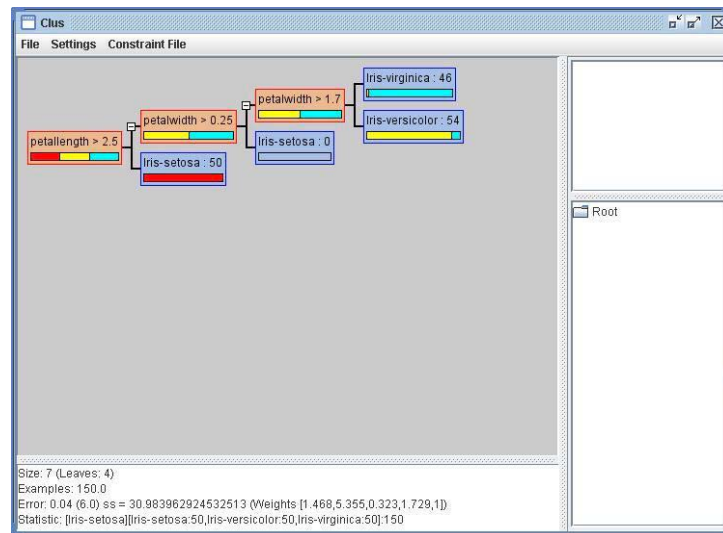 Clus
File Settings Constraint File
petallength > 2.5
petalwidth > 0.25
Iris-setosa : 50
petalwidth > 1.7
Iris-setosa : 0
Iris-virginica : 46
Iris-versicolor : 54
Root
Size: 7 (Leaves: 4)
Examples: 150.0
Error: 0.04 (6.0) ss = 30.983962924532513 (Weights [1.468,5.355,0.323,1.729,1])
Statistic: [Iris-setosa][Iris-setosa:50,Iris-versicolor:50,Iris-virginica:50]:150